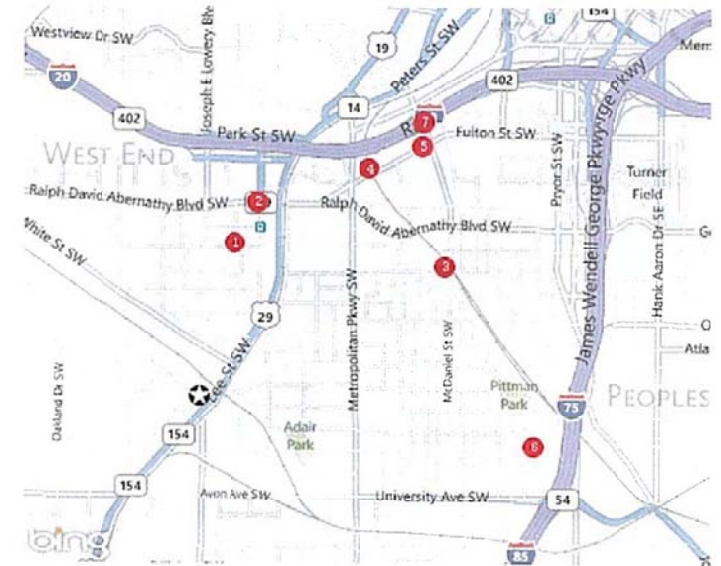 154
Westview Dr SW
Joseph E Lowery Blv
19
Peters St SW
Mem
20
402
14
402
Park St SW
7
Fulton St SW
5
WEST END
4
Pryor St SW
James Wendell George Pkwy
Turner
Field
Ralph David Abernathy Blvd SW
2
Ralph David Abernathy Blvd SW
White St SW
1
3
Hank Aaron Dr SE
G
29
Metropolitan Pkwy SW
O
Atla
Oakland Dr SW
Lee St SW
McDaniel St SW
Pittman
Park
PEOPLES
75
154
Adair
Park
6
154
Avon Ave SW
University Ave SW
54
bing
85